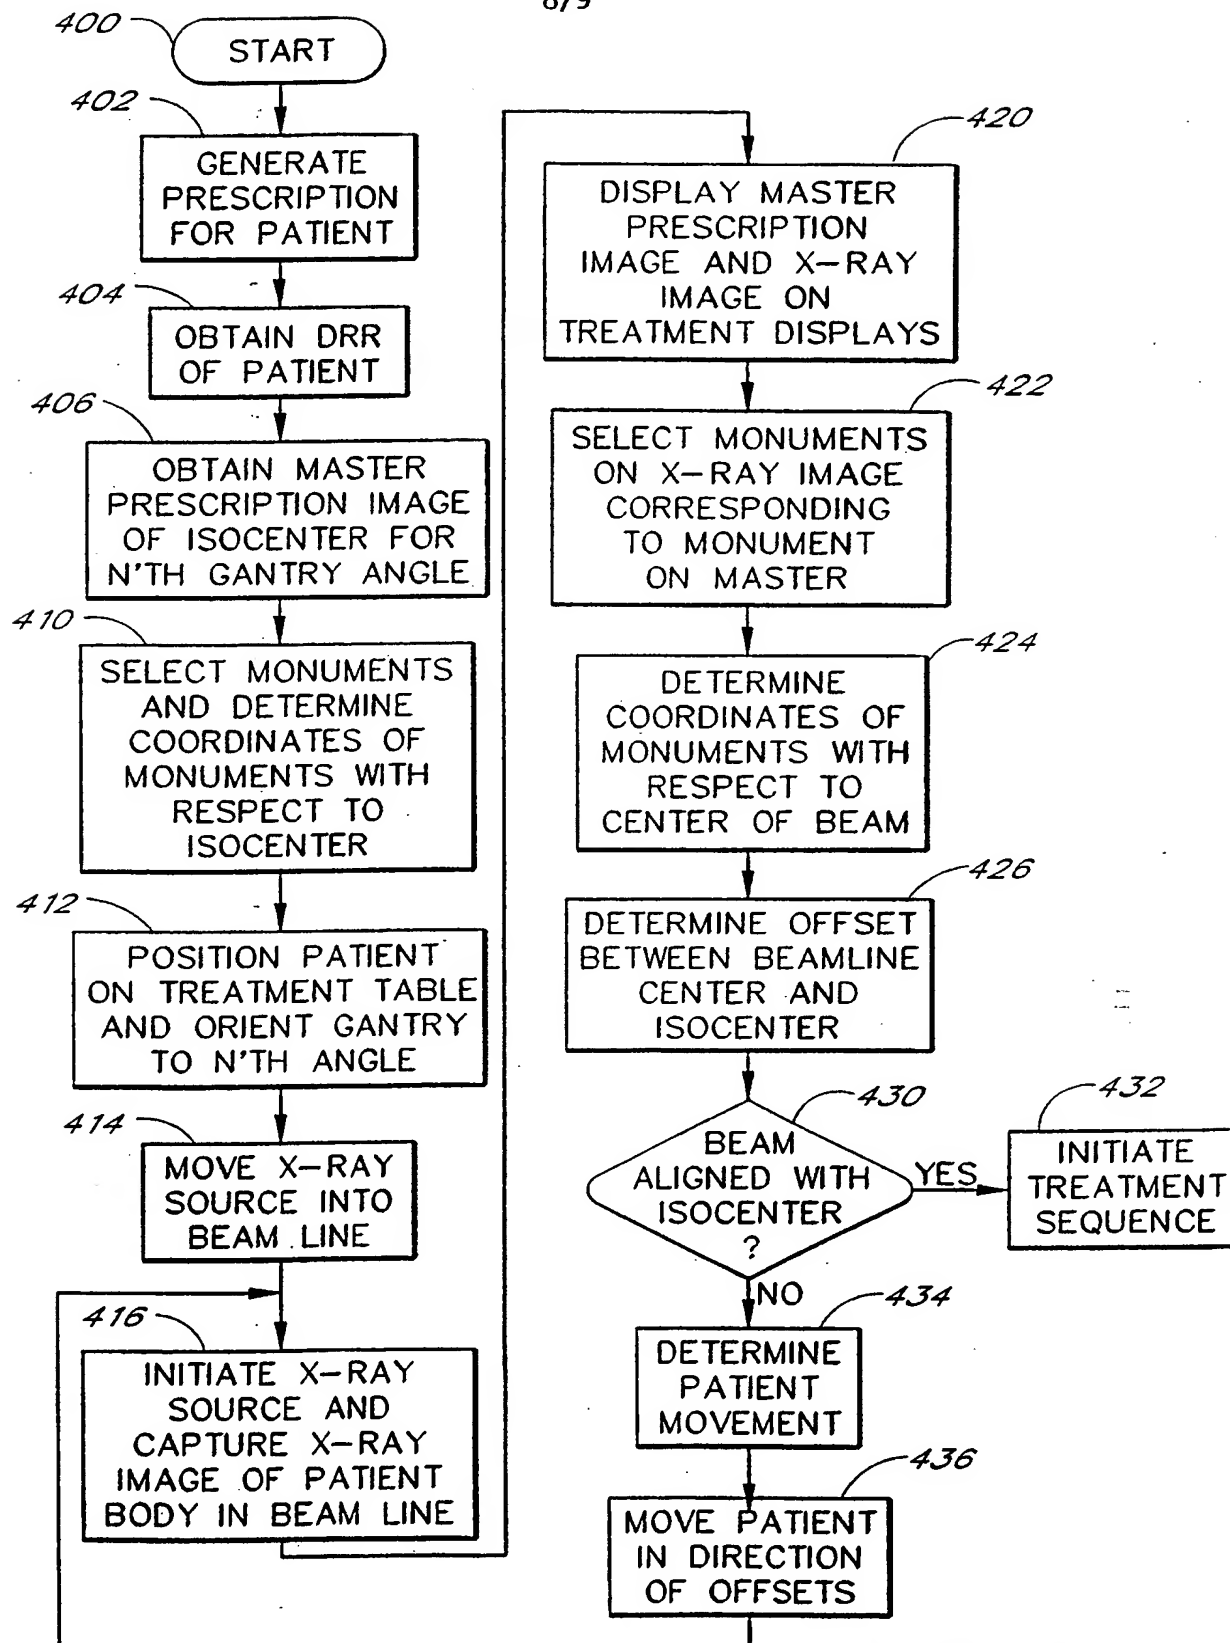 8/9
400
START
402
GENERATE
PRESCRIPTION
FOR PATIENT
404
OBTAIN DRR
OF PATIENT
406
OBTAIN MASTER
PRESCRIPTION IMAGE
OF ISOCENTER FOR
N'TH GANTRY ANGLE
410
SELECT MONUMENTS
AND DETERMINE
COORDINATES OF
MONUMENTS WITH
RESPECT TO
ISOCENTER
412
POSITION PATIENT
ON TREATMENT TABLE
AND ORIENT GANTRY
TO N'TH ANGLE
414
MOVE X-RAY
SOURCE INTO
BEAM LINE
416
INITIATE X-RAY
SOURCE AND
CAPTURE X-RAY
IMAGE OF PATIENT
BODY IN BEAM LINE
420
DISPLAY MASTER
PRESCRIPTION
IMAGE AND X-RAY
IMAGE ON
TREATMENT DISPLAYS
422
SELECT MONUMENTS
ON X-RAY IMAGE
CORRESPONDING
TO MONUMENT
ON MASTER
424
DETERMINE
COORDINATES OF
MONUMENTS WITH
RESPECT TO
CENTER OF BEAM
426
DETERMINE OFFSET
BETWEEN BEAMLINE
CENTER AND
ISOCENTER
430
BEAM
ALIGNED WITH
ISOCENTER
?
YES
432
INITIATE
TREATMENT
SEQUENCE
NO
434
DETERMINE
PATIENT
MOVEMENT
436
MOVE PATIENT
IN DIRECTION
OF OFFSETS